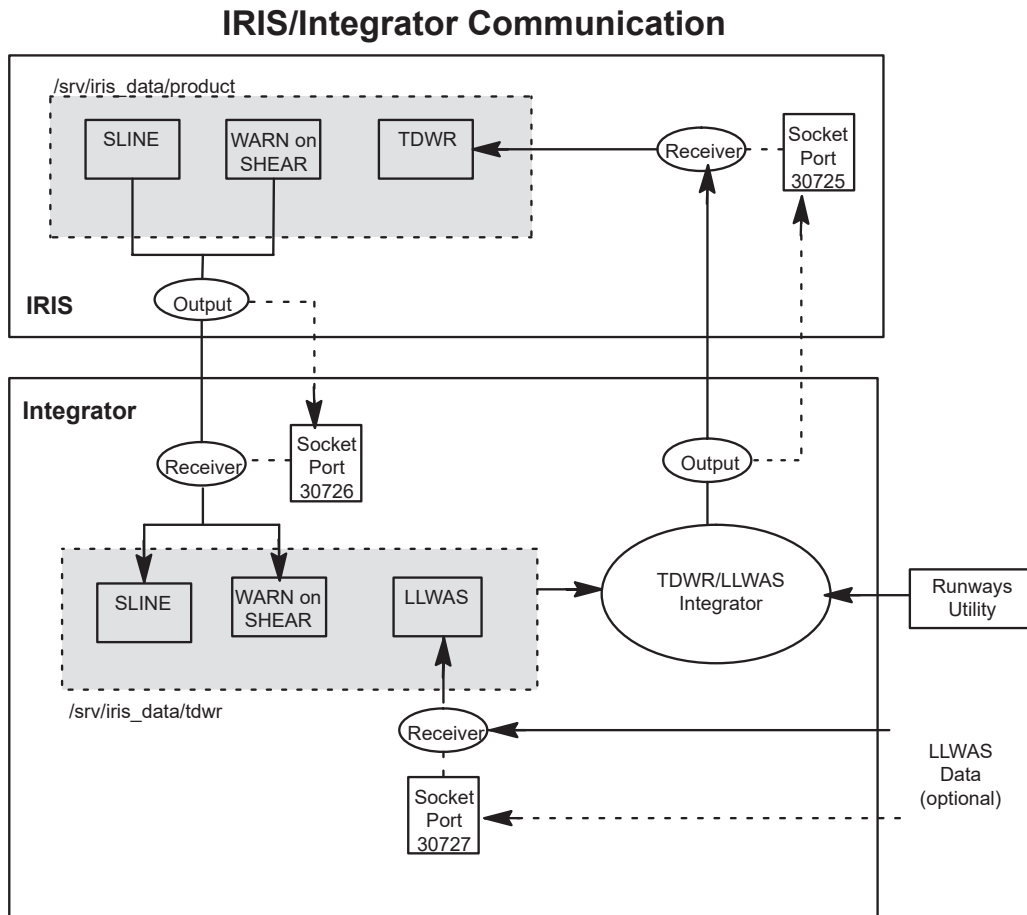 IRIS/Integrator Communication
/srv/iris_data/product
SLINE
WARN on
SHEAR
TDWR
Receiver
Socket
Port
30725
IRIS
Output
Integrator
Receiver
Socket
Port
30726
Output
SLINE
WARN on
SHEAR
LLWAS
TDWR/LLWAS
Integrator
Runways
Utility
/srv/iris_data/tdwr
Receiver
LLWAS
Data
(optional)
Socket
Port
30727